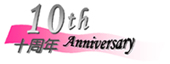 10th
十周年 Anniversary